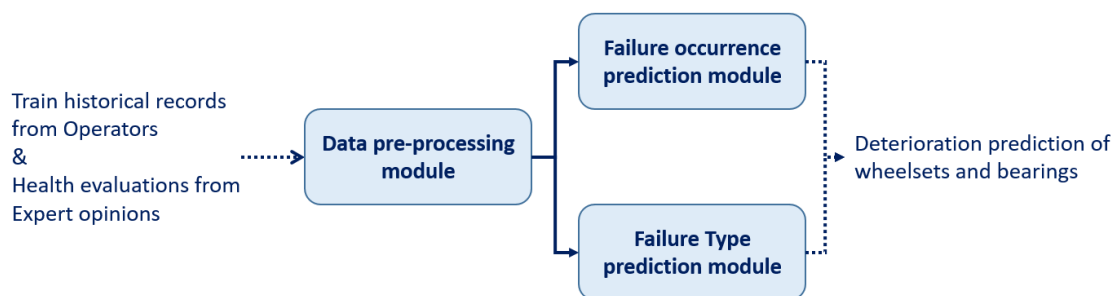 Train historical records
from Operators
&
Health evaluations from
Expert opinions
Data pre-processing
module
Failure occurrence
prediction module
Failure Type
prediction module
Deterioration prediction of
wheelsets and bearings